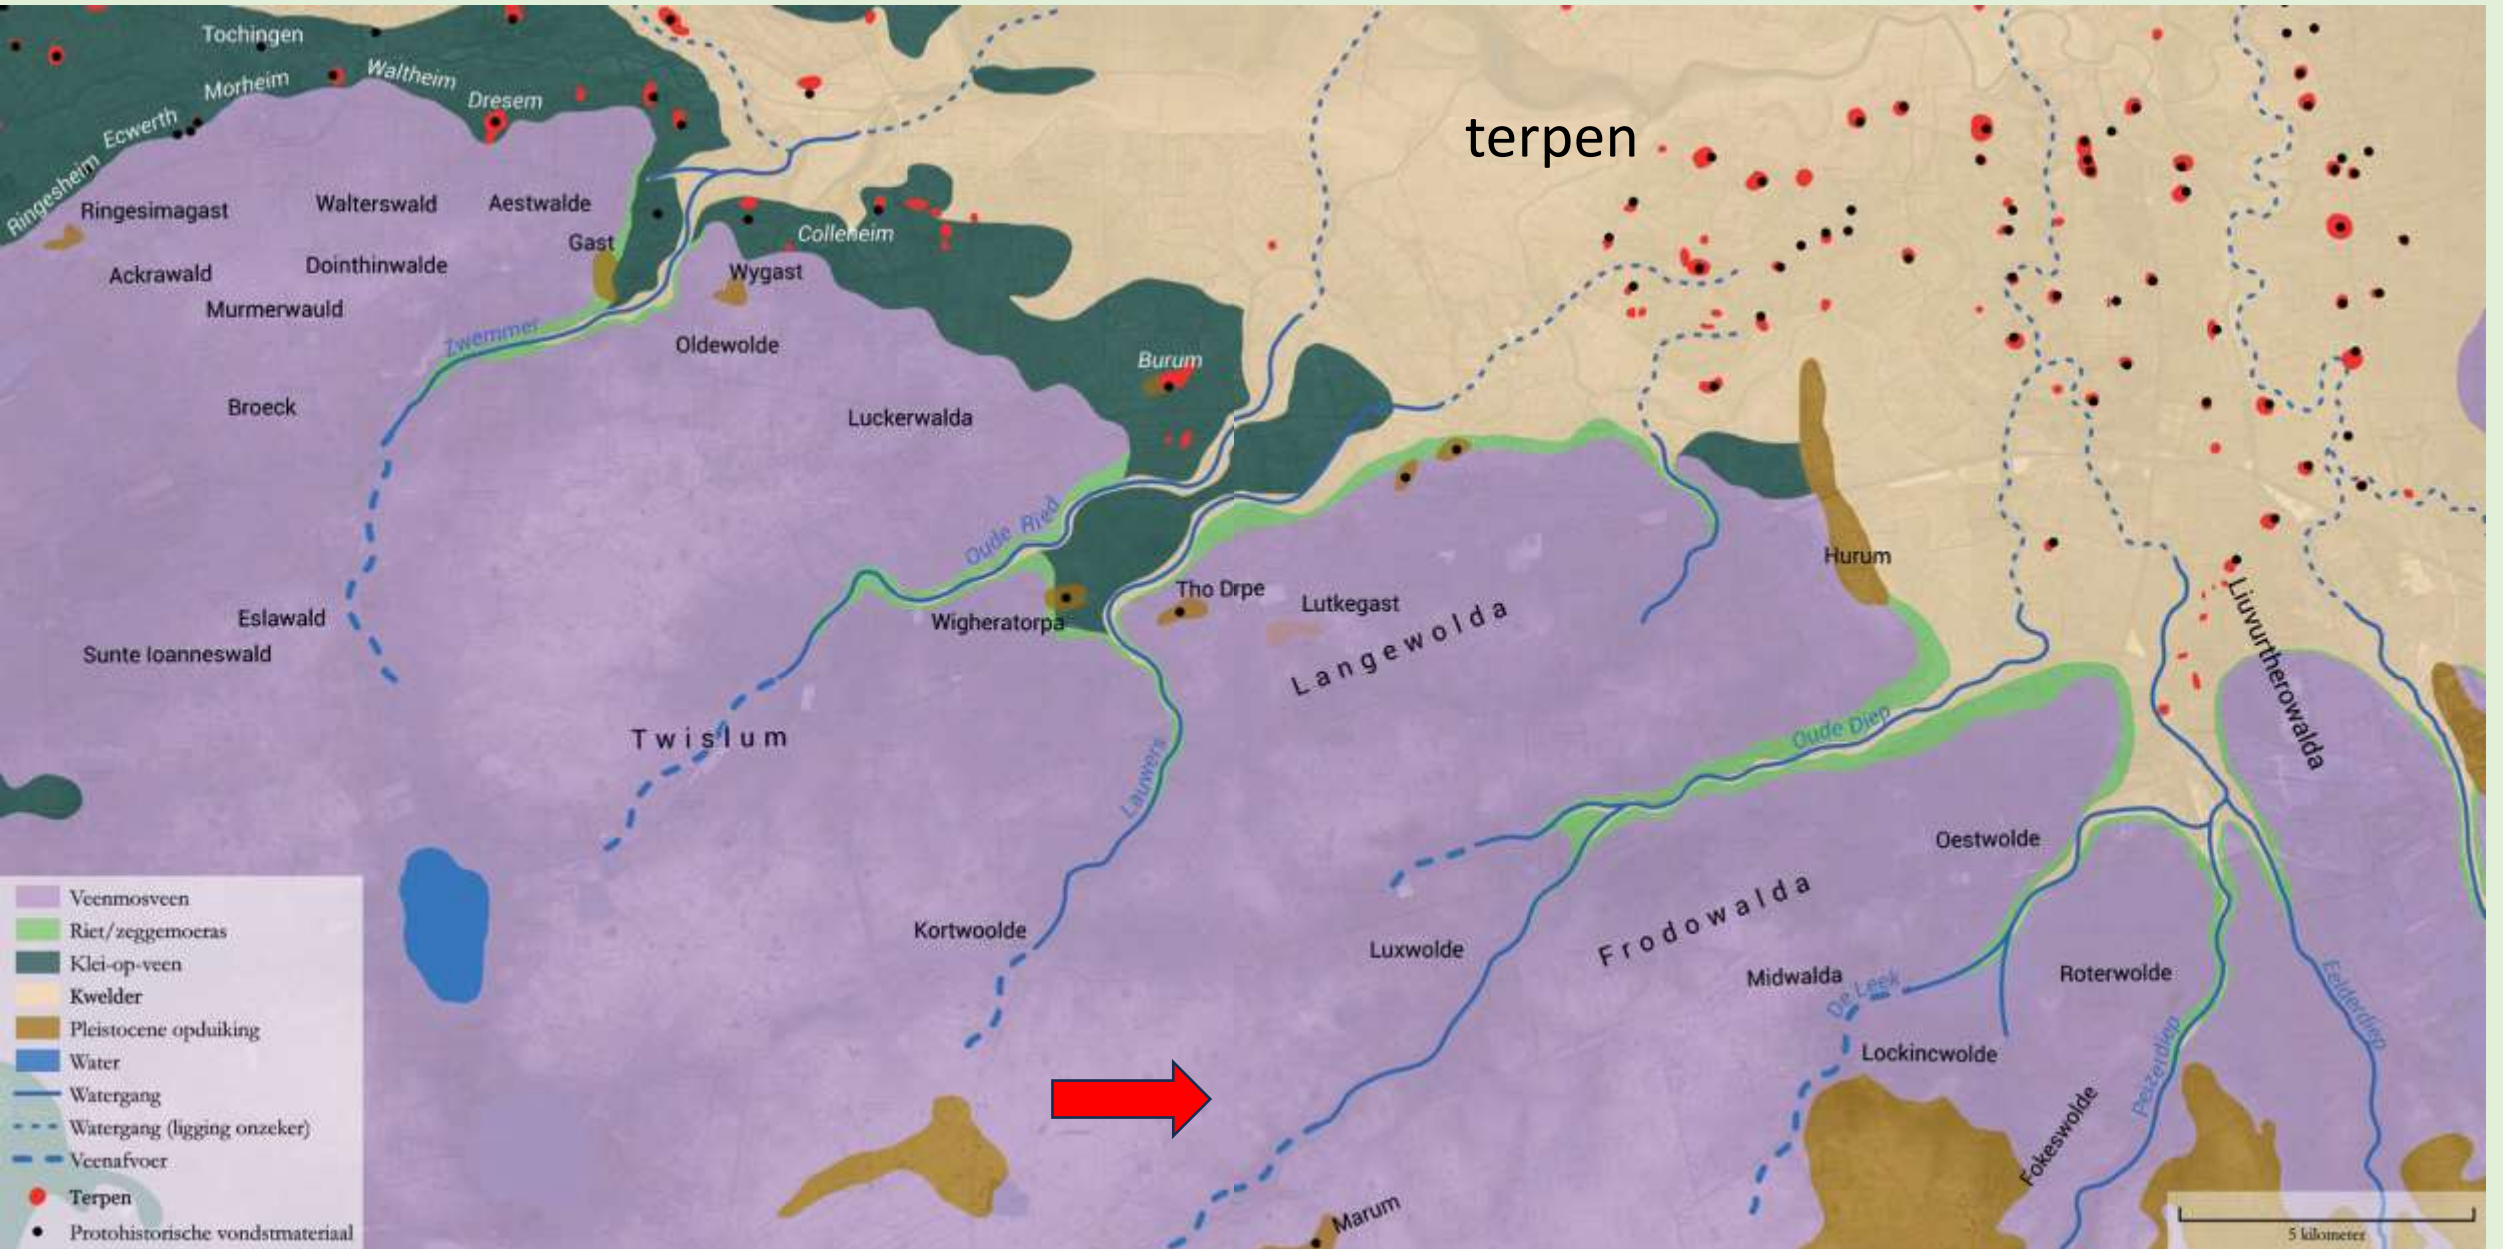 Tochingen
Waltheim
Morheim
Dresem
Ecwerth
Ringesheim
terpen
Ringesimagast
Walterswald
Aestwalde
Gast
Colleheim
Ackrawald
Dointhinwalde
Wygast
Murmerwauld
Zwemmer
Oldewolde
Burum
Broeck
Luckerwalda
Oude Ried
Hurum
Tho Drpe
Lutkegast
Eslawald
Wigheratorpa
Langewolda
Liuvurtherowalda
Sunte Ioanneswald
Twislum
Oude Diep
Lauwers
Oestwolde
Kortwoolde
Luxwolde
Frodowalda
Midwalda
De Leek
Roterwolde
Eelderdiep
Lockincwolde
Peizerdiep
Fokeswolde
Marum
Veenmosveen
Riet/zeggemoeras
Klei-op-veen
Kwelder
Pleistocene opduiking
Water
Watergang
Watergang (ligging onzeker)
Veenafvoer
Terpen
Protohistorische vondstmateriaal
5 kilometer